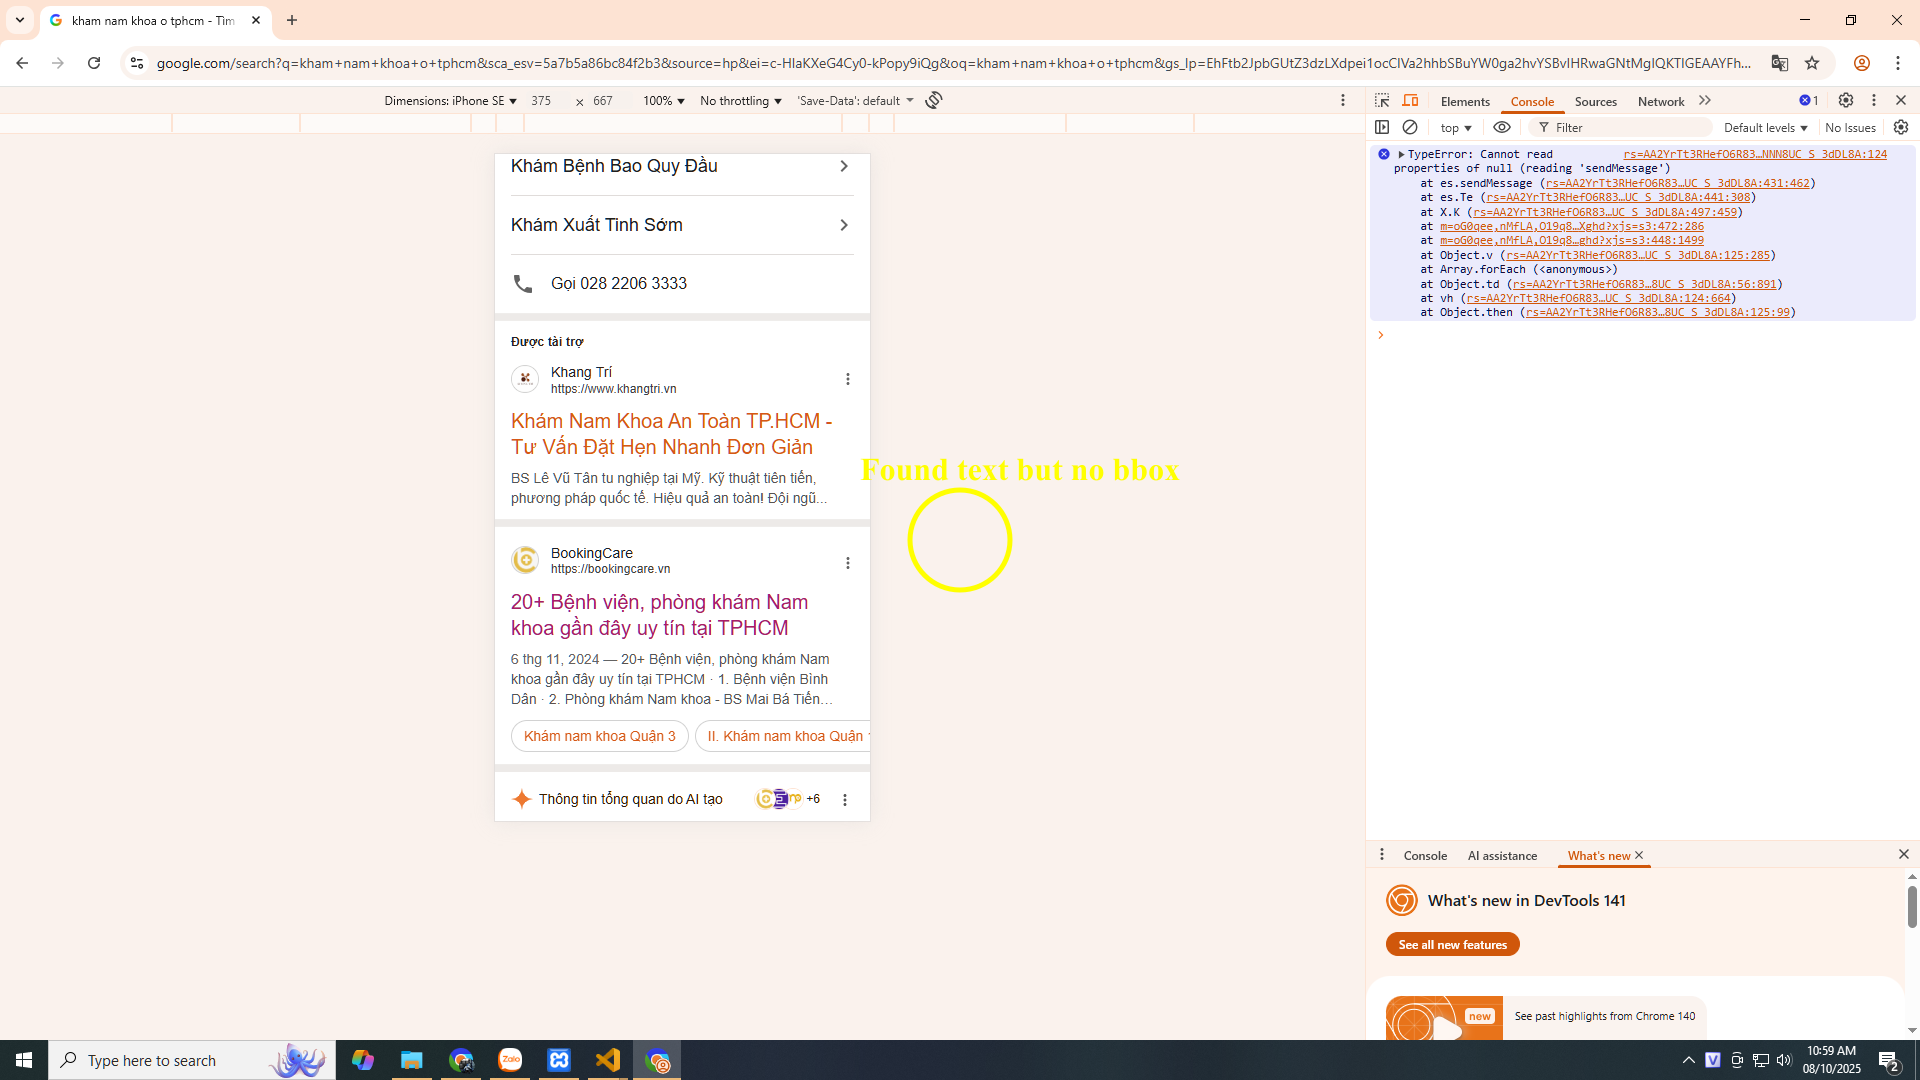 kham nam khoa o tphcm - Tìm
google.com/search?q=kham+nam+khoa+o+tphcm&sca_esv=5a7b5a86bc84f2b3&source=hp&ei=c-HIaKXeG4Cy0-kPopy9iQg&oq=kham+nam+khoa+o+tphcm&gs_lp=EhFtb2JpbGUtZ3dzLXdpei1ocCIVa2hhbSBuYW0ga2hvYSBvIHRwaGNtMgIQKTIGEAAYFh...
Dimensions: iPhone SE 375 × 667 100% No throttling 'Save-Data': default
Elements Console Sources Network 1
top Filter Default levels No Issues
Khám Bệnh Bao Quy Đầu
Khám Xuất Tinh Sớm
Gọi 028 2206 3333
Được tài trợ
Khang Trí
https://www.khangtri.vn
Khám Nam Khoa An Toàn TP.HCM -
Tư Vấn Đặt Hẹn Nhanh Đơn Giản
BS Lê Vũ Tân tu nghiệp tại Mỹ. Kỹ thuật tiên tiến,
phương pháp quốc tế. Hiệu quả an toàn! Đội ngũ...
Found text but no bbox
BookingCare
https://bookingcare.vn
20+ Bệnh viện, phòng khám Nam
khoa gần đây uy tín tại TPHCM
6 thg 11, 2024 — 20+ Bệnh viện, phòng khám Nam
khoa gần đây uy tín tại TPHCM · 1. Bệnh viện Bình
Dân · 2. Phòng khám Nam khoa - BS Mai Bá Tiến...
Khám nam khoa Quận 3 II. Khám nam khoa Quận
Thông tin tổng quan do AI tạo +6
TypeError: Cannot read rs=AA2YrTt3RHefO6R83…NNN8UC_S_3dDL8A:124
properties of null (reading 'sendMessage')
at es.sendMessage (rs=AA2YrTt3RHefO6R83…UC_S_3dDL8A:431:462)
at es.Te (rs=AA2YrTt3RHefO6R83…UC_S_3dDL8A:441:308)
at X.K (rs=AA2YrTt3RHefO6R83…UC_S_3dDL8A:497:459)
at m=oG0qee,nMfLA,O19q8…Xghd?xjs=s3:472:286
at m=oG0qee,nMfLA,O19q8…ghd?xjs=s3:448:1499
at Object.v (rs=AA2YrTt3RHefO6R83…UC_S_3dDL8A:125:285)
at Array.forEach (<anonymous>)
at Object.td (rs=AA2YrTt3RHefO6R83…8UC_S_3dDL8A:56:891)
at vh (rs=AA2YrTt3RHefO6R83…UC_S_3dDL8A:124:664)
at Object.then (rs=AA2YrTt3RHefO6R83…8UC_S_3dDL8A:125:99)
Console AI assistance What's new
What's new in DevTools 141
See all new features
new
See past highlights from Chrome 140
Type here to search
Zalo
V
10:59 AM
08/10/2025
2